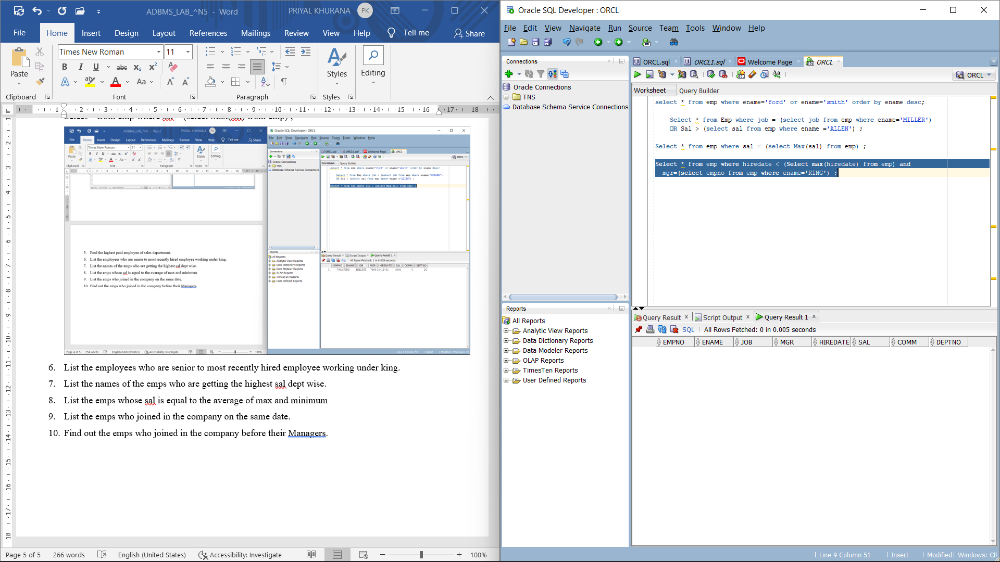 ADBMS_LAB_^N5 - Word
PRIYAL KHURANA
PK
File Home Insert Design Layout References Mailings Review View Help Tell me Share
Paste
Times New Roman 11
Styles
Editing
Clipboard Font Paragraph Styles
5. Find the highest paid employee of sales department.
6. List the employees who are senior to most recently hired employee working under king.
7. List the names of the emps who are getting the highest sal dept wise.
8. List the emps whose sal is equal to the average of max and minimum
9. List the emps who joined in the company on the same date.
10. Find out the emps who joined in the company before their Managers.
6. List the employees who are senior to most recently hired employee working under king.
7. List the names of the emps who are getting the highest sal dept wise.
8. List the emps whose sal is equal to the average of max and minimum
9. List the emps who joined in the company on the same date.
10. Find out the emps who joined in the company before their Managers.
Page 5 of 5 266 words English (United States) Accessibility: Investigate 100%
Oracle SQL Developer : ORCL
File Edit View Navigate Run Source Team Tools Window Help
Connections
Oracle Connections
TNS
Database Schema Service Connections
Reports
All Reports
Analytic View Reports
Data Dictionary Reports
Data Modeler Reports
OLAP Reports
TimesTen Reports
User Defined Reports
ORCL.sql ORCL1.sql Welcome Page ORCL
ORCL
Worksheet Query Builder
select * from emp where ename='ford' or ename='smith' order by ename desc;
Select * from Emp where job = (select job from emp where ename='MILLER')
OR Sal > (select sal from emp where ename ='ALLEN') ;
Select * from emp where sal = (select Max(sal) from emp) ;
Select * from emp where hiredate < (Select max(hiredate) from emp) and
mgr=(select empno from emp where ename='KING') ;
Query Result Script Output Query Result 1
SQL All Rows Fetched: 0 in 0.005 seconds
EMPNO ENAME JOB MGR HIREDATE SAL COMM DEPTNO
Line 9 Column 51 Insert Modified Windows: CR